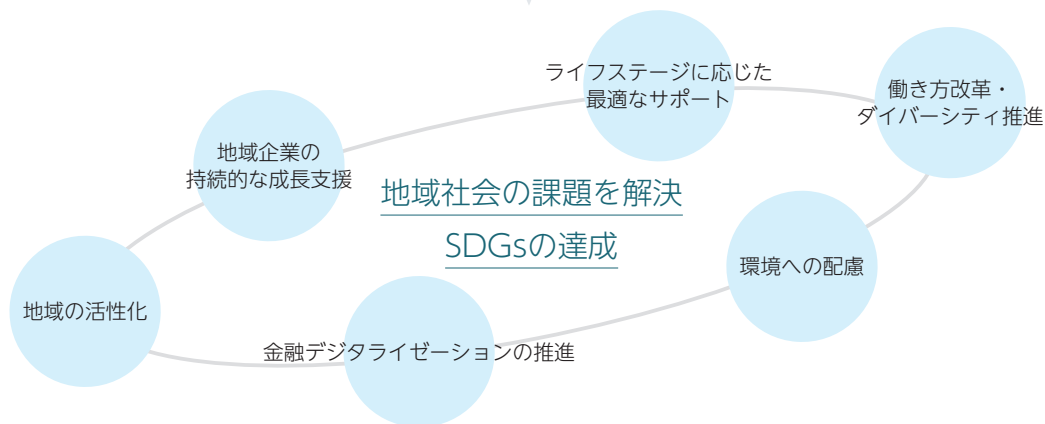 ライフステージに応じた
最適なサポート
働き方改革・
ダイバーシティ推進
地域企業の
持続的な成長支援
地域社会の課題を解決
SDGsの達成
環境への配慮
地域の活性化
金融デジタライゼーションの推進